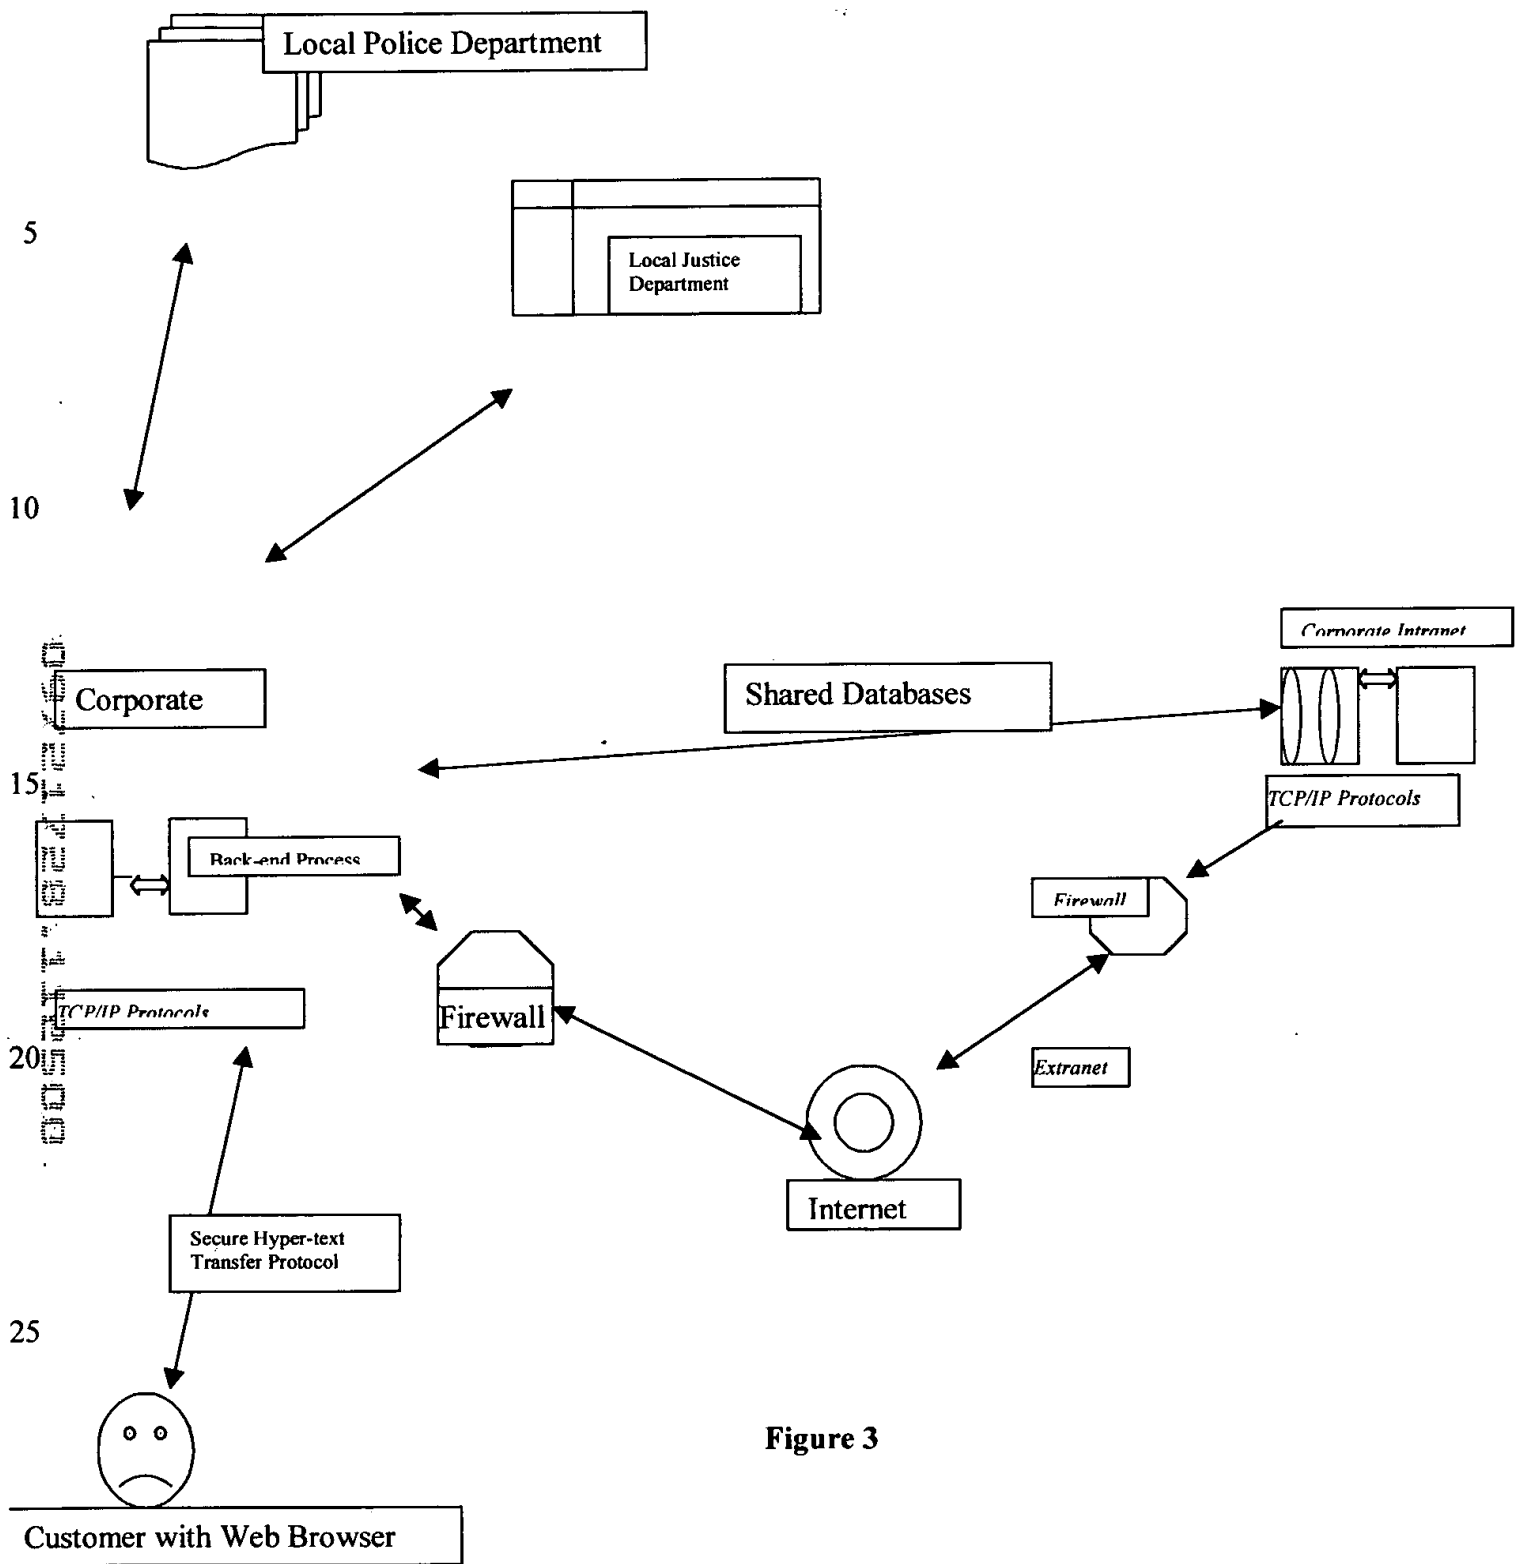 Local Police Department
5
Local Justice
Department
10
Corporate Intranet
Corporate
Shared Databases
15
TCP/IP Protocols
Back-end Process
Firewall
TCP/IP Protocols
Firewall
20
Extranet
Internet
Secure Hyper-text
Transfer Protocol
25
Figure 3
Customer with Web Browser